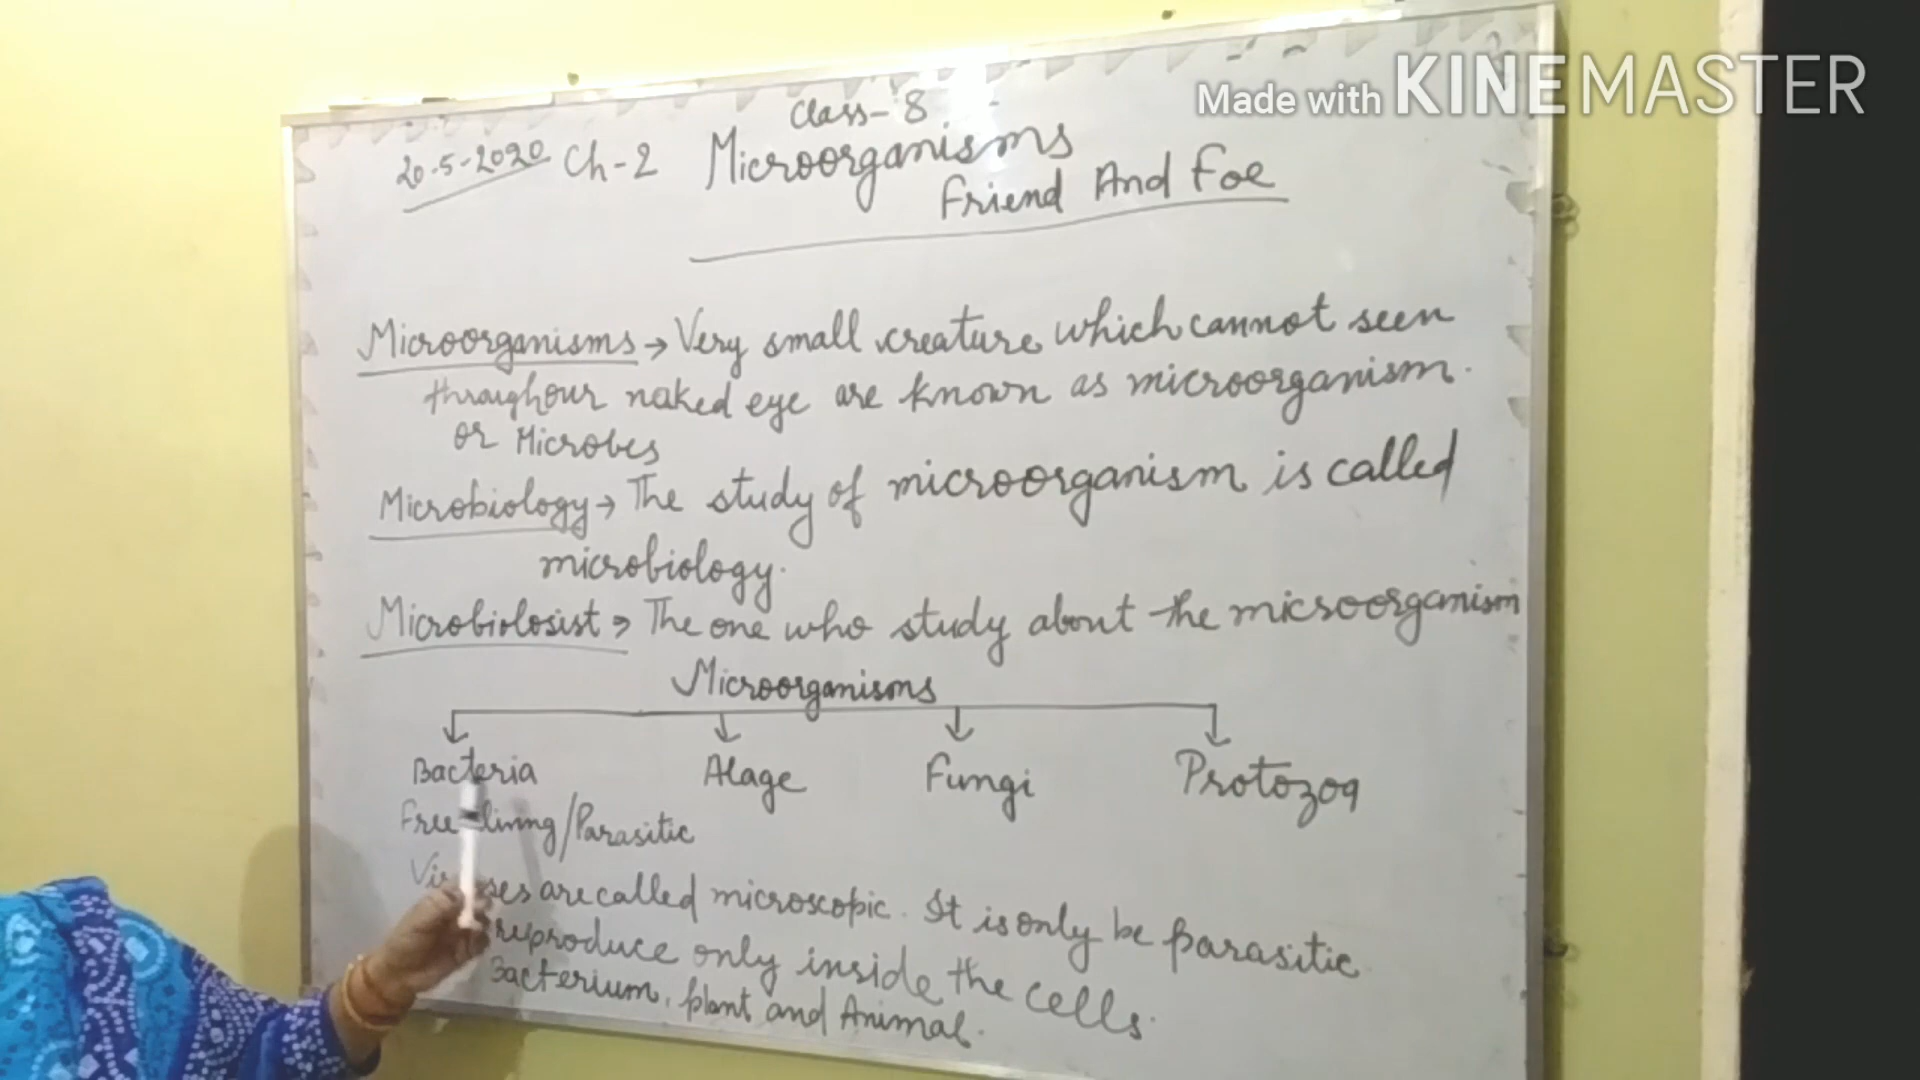 Made with KINEMASTER
Class-8
20-5-2020 Ch-2 Microorganisms
Friend And Foe
Microorganisms → Very small creature which cannot seen
through our naked eye are known as microorganism.
or Microbes
Microbiology → The study of microorganism is called
microbiology.
Microbiolosist → The one who study about the microorganism
Microorganisms
Bacteria Alage Fungi Protozoa
Free living/Parasitic
are called microscopic. It is only be parasitic
reproduce only inside the cells.
Bacterium, plant and Animal.